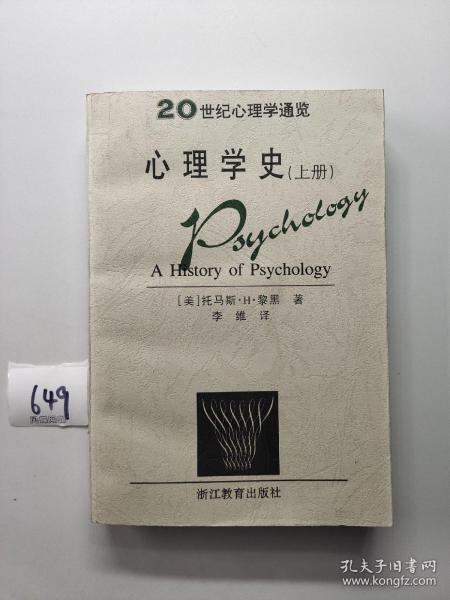 20世纪心理学通览
心理学史(上册)
Psychology
A History of Psychology
[美]托马斯·H·黎黑 著
李维 译
649
浙江教育出版社
孔夫子旧书网
www.kongfz.com